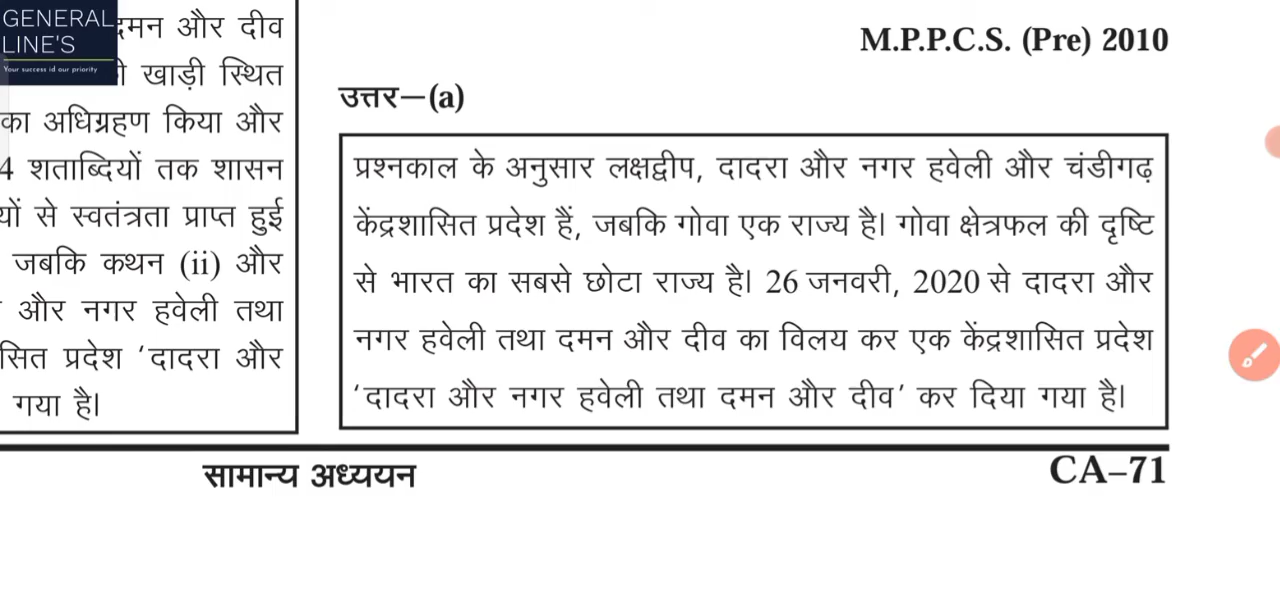 GENERAL
LINE'S
Your success id our priority
दमन और दीव
खाड़ी स्थित
का अधिग्रहण किया और
4 शताब्दियों तक शासन
यों से स्वतंत्रता प्राप्त हुई
जबकि कथन (ii) और
और नगर हवेली तथा
सित प्रदेश ‘दादरा और
गया है।
M.P.P.C.S. (Pre) 2010
उत्तर—(a)
प्रश्नकाल के अनुसार लक्षद्वीप, दादरा और नगर हवेली और चंडीगढ़
केंद्रशासित प्रदेश हैं, जबकि गोवा एक राज्य है। गोवा क्षेत्रफल की दृष्टि
से भारत का सबसे छोटा राज्य है। 26 जनवरी, 2020 से दादरा और
नगर हवेली तथा दमन और दीव का विलय कर एक केंद्रशासित प्रदेश
‘दादरा और नगर हवेली तथा दमन और दीव’ कर दिया गया है।
सामान्य अध्ययन
CA–71